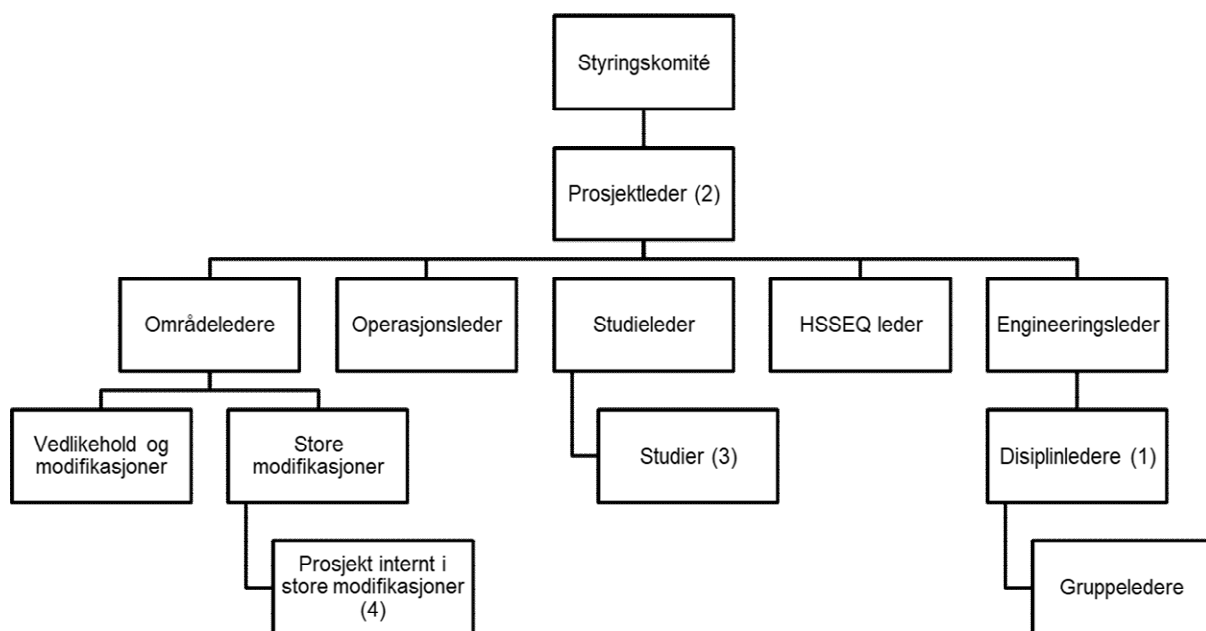 Styringskomité
Prosjektleder (2)
Områdeledere
Operasjonsleder
Studieleder
HSSEQ leder
Engineeringsleder
Vedlikehold og
modifikasjoner
Store
modifikasjoner
Studier (3)
Disiplinledere (1)
Prosjekt internt i
store modifikasjoner
(4)
Gruppeledere